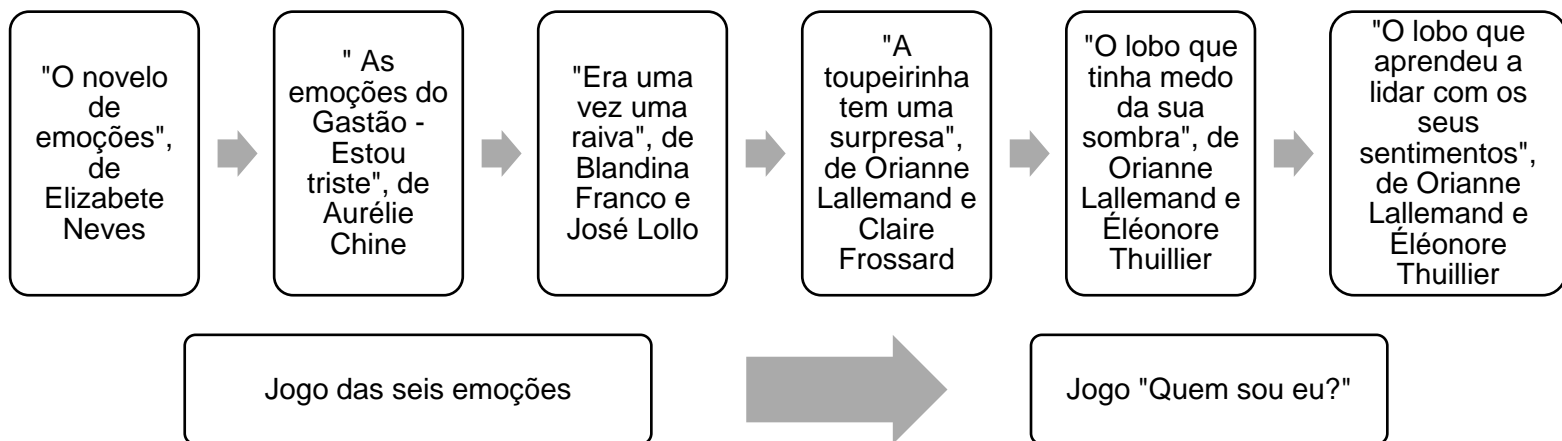 "O novelo
de
emoções",
de
Elizabete
Neves
" As
emoções do
Gastão -
Estou
triste", de
Aurélie
Chine
"Era uma
vez uma
raiva", de
Blandina
Franco e
José Lollo
"A
toupeirinha
tem uma
surpresa",
de Orianne
Lallemand e
Claire
Frossard
"O lobo que
tinha medo
da sua
sombra", de
Orianne
Lallemand e
Éléonore
Thuillier
"O lobo que
aprendeu a
lidar com os
seus
sentimentos",
de Orianne
Lallemand e
Éléonore
Thuillier
Jogo das seis emoções
Jogo "Quem sou eu?"